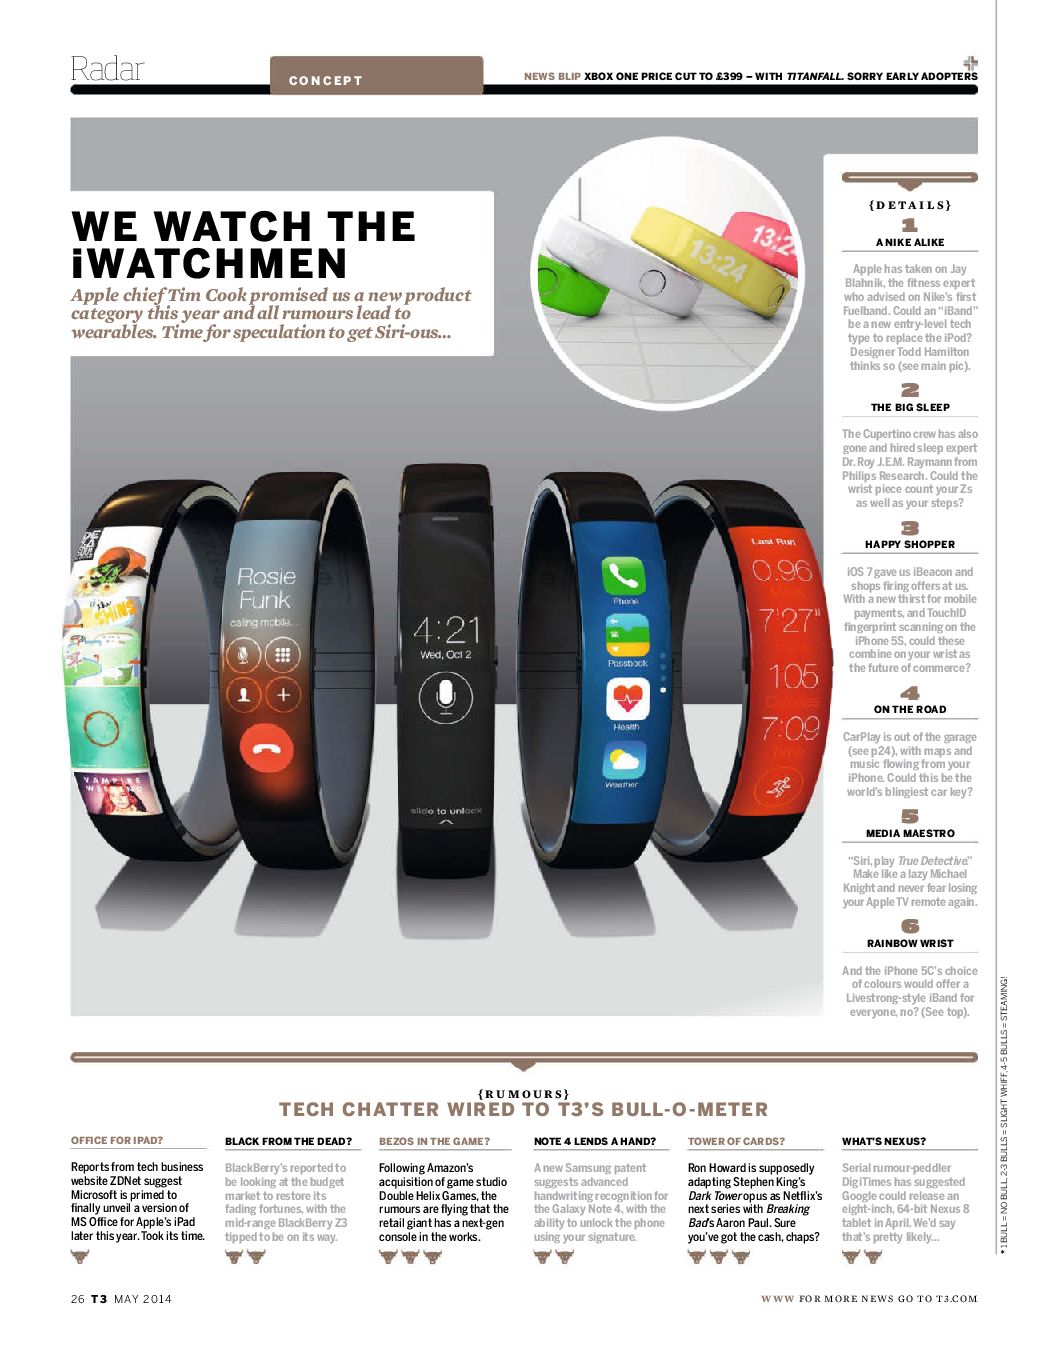 Radar
CONCEPT
NEWS BLIP XBOX ONE PRICE CUT TO £399 – WITH TITANFALL. SORRY EARLY ADOPTERS
WE WATCH THE
iWATCHMEN
Apple chief Tim Cook promised us a new product
category this year and all rumours lead to
wearables. Time for speculation to get Siri-ous...
13:24
13:24
13:2
Rosie
Funk
calling mobile...
4:21
Wed, Oct 2
slide to unlock
Phone
Passbook
Health
Weather
Last Run
0.96
Miles
7'27"
105
Calories
7:09
Time
SHINS
VAMPIRE
WEEKEND
{DETAILS}
1
A NIKE ALIKE
Apple has taken on Jay
Blahnik, the fitness expert
who advised on Nike's first
Fuelband. Could an "iBand"
be a new entry-level tech
type to replace the iPod?
Designer Todd Hamilton
thinks so (see main pic).
2
THE BIG SLEEP
The Cupertino crew has also
gone and hired sleep expert
Dr. Roy J.E.M. Raymann from
Philips Research. Could the
wrist piece count your Zs
as well as your steps?
3
HAPPY SHOPPER
iOS 7 gave us iBeacon and
shops firing offers at us.
With a new thirst for mobile
payments, and TouchID
fingerprint scanning on the
iPhone 5S, could these
combine on your wrist as
the future of commerce?
4
ON THE ROAD
CarPlay is out of the garage
(see p24), with maps and
music flowing from your
iPhone. Could this be the
world's blingiest car key?
5
MEDIA MAESTRO
"Siri, play True Detective."
Make like a lazy Michael
Knight and never fear losing
your Apple TV remote again.
6
RAINBOW WRIST
And the iPhone 5C's choice
of colours would offer a
Livestrong-style iBand for
everyone, no? (See top).
{RUMOURS}
TECH CHATTER WIRED TO T3'S BULL-O-METER
OFFICE FOR IPAD?
Reports from tech business
website ZDNet suggest
Microsoft is primed to
finally unveil a version of
MS Office for Apple's iPad
later this year. Took its time.
BLACK FROM THE DEAD?
BlackBerry's reported to
be looking at the budget
market to restore its
fading fortunes, with the
mid-range BlackBerry Z3
tipped to be on its way.
BEZOS IN THE GAME?
Following Amazon's
acquisition of game studio
Double Helix Games, the
rumours are flying that the
retail giant has a next-gen
console in the works.
NOTE 4 LENDS A HAND?
A new Samsung patent
suggests advanced
handwriting recognition for
the Galaxy Note 4, with the
ability to unlock the phone
using your signature.
TOWER OF CARDS?
Ron Howard is supposedly
adapting Stephen King's
Dark Tower opus as Netflix's
next series with Breaking
Bad's Aaron Paul. Sure
you've got the cash, chaps?
WHAT'S NEXUS?
Serial rumour-peddler
DigiTimes has suggested
Google could release an
eight-inch, 64-bit Nexus 8
tablet in April. We'd say
that's pretty likely...
*1 BULL = NO BULL, 2-3 BULLS = SLIGHT WHIFF, 4-5 BULLS = STEAMING!
26 T3 MAY 2014
WWW FOR MORE NEWS GO TO T3.COM